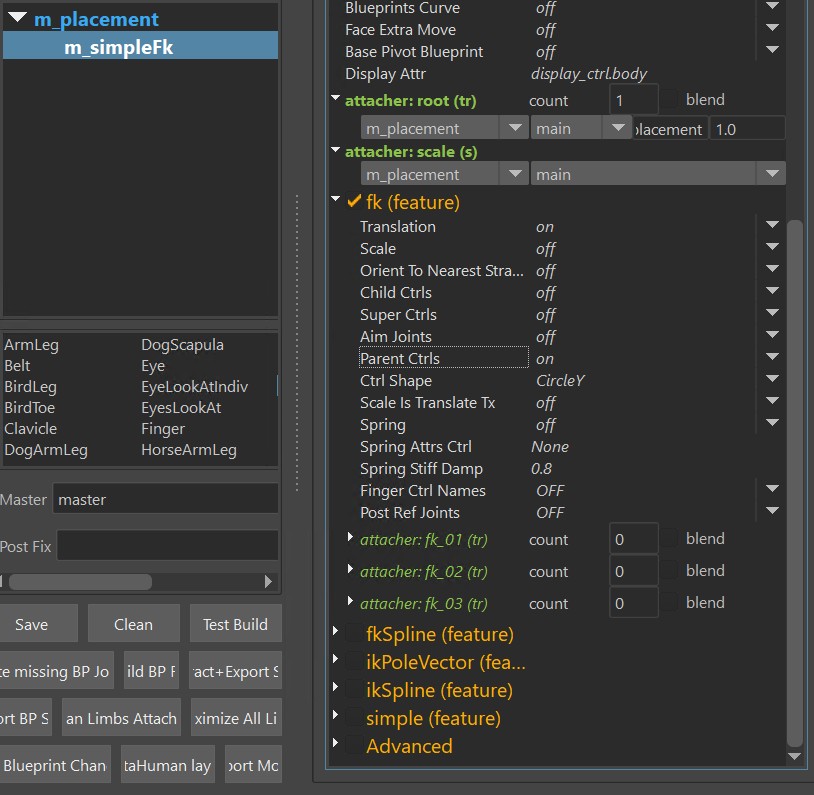 m_placement
m_simpleFk
ArmLeg DogScapula
Belt Eye
BirdLeg EyeLookAtIndiv
BirdToe EyesLookAt
Clavicle Finger
DogArmLeg HorseArmLeg
Master master
Post Fix
Save Clean Test Build
te missing BP Jo ild BP F act+Export S
ort BP S an Limbs Attach ximize All Li
Blueprint Chan taHuman lay port Mo
Blueprints Curve off
Face Extra Move off
Base Pivot Blueprint off
Display Attr display_ctrl.body
attacher: root (tr) count 1 blend
m_placement main placement 1.0
attacher: scale (s)
m_placement main
fk (feature)
Translation on
Scale off
Orient To Nearest Stra... off
Child Ctrls off
Super Ctrls off
Aim Joints off
Parent Ctrls on
Ctrl Shape CircleY
Scale Is Translate Tx off
Spring off
Spring Attrs Ctrl None
Spring Stiff Damp 0.8
Finger Ctrl Names OFF
Post Ref Joints OFF
attacher: fk_01 (tr) count 0 blend
attacher: fk_02 (tr) count 0 blend
attacher: fk_03 (tr) count 0 blend
fkSpline (feature)
ikPoleVector (fea...
ikSpline (feature)
simple (feature)
Advanced